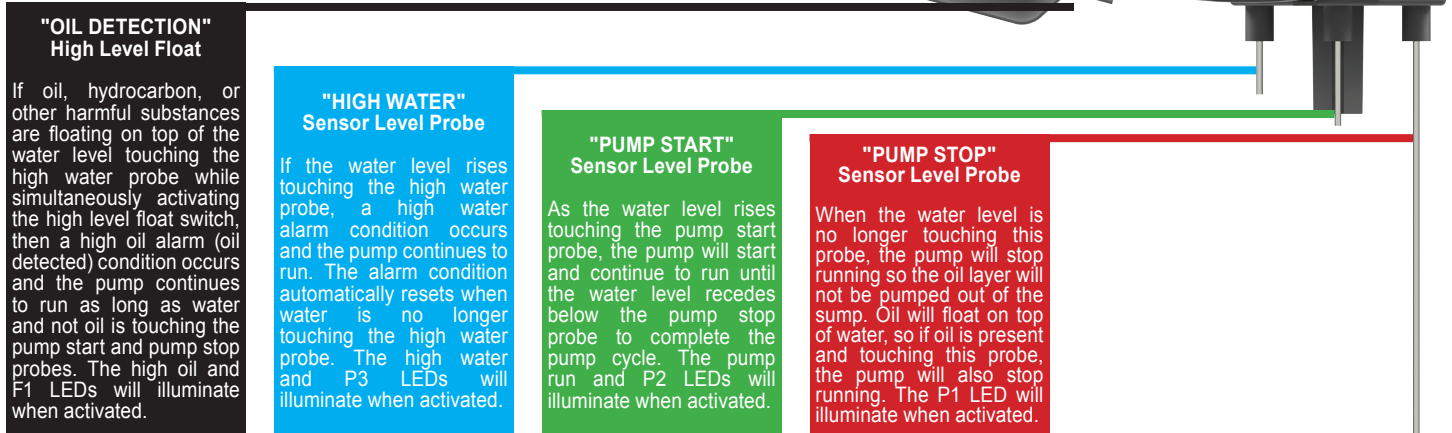 "OIL DETECTION"
High Level Float
If oil, hydrocarbon, or
other harmful substances
are floating on top of the
water level touching the
high water probe while
simultaneously activating
the high level float switch,
then a high oil alarm (oil
detected) condition occurs
and the pump continues
to run as long as water
and not oil is touching the
pump start and pump stop
probes. The high oil and
F1 LEDs will illuminate
when activated.
"HIGH WATER"
Sensor Level Probe
If the water level rises
touching the high water
probe, a high water
alarm condition occurs
and the pump continues to
run. The alarm condition
automatically resets when
water is no longer
touching the high water
probe. The high water
and P3 LEDs will
illuminate when activated.
"PUMP START"
Sensor Level Probe
As the water level rises
touching the pump start
probe, the pump will start
and continue to run until
the water level recedes
below the pump stop
probe to complete the
pump cycle. The pump
run and P2 LEDs will
illuminate when activated.
"PUMP STOP"
Sensor Level Probe
When the water level is
no longer touching this
probe, the pump will stop
running so the oil layer will
not be pumped out of the
sump. Oil will float on top
of water, so if oil is present
and touching this probe,
the pump will also stop
running. The P1 LED will
illuminate when activated.